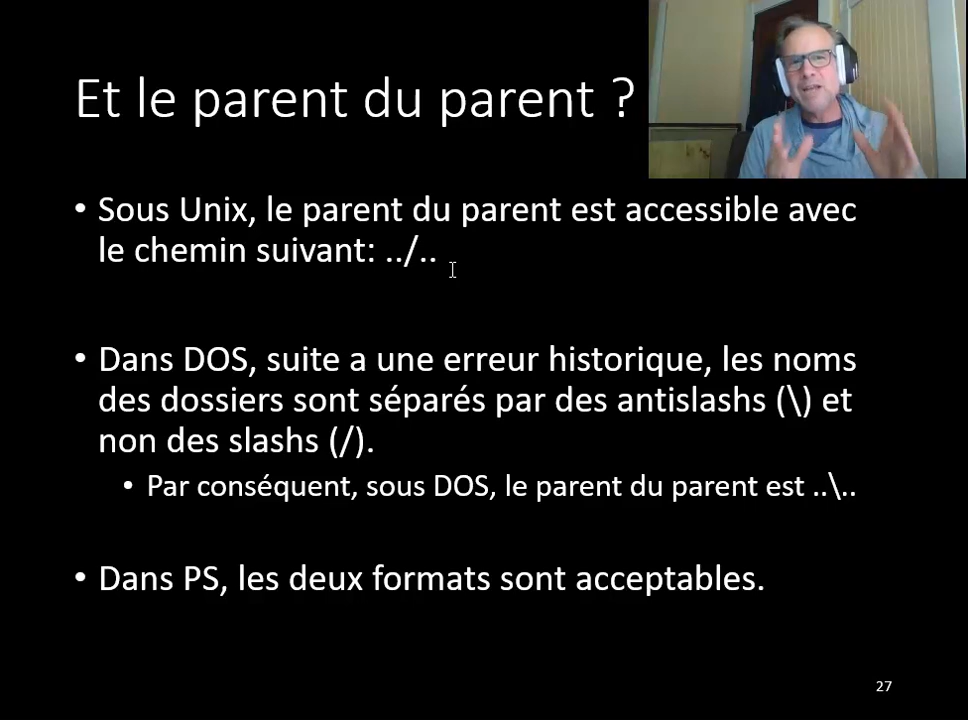 Et le parent du parent ?
• Sous Unix, le parent du parent est accessible avec
le chemin suivant: ../..
• Dans DOS, suite a une erreur historique, les noms
des dossiers sont séparés par des antislashs (\) et
non des slashs (/).
• Par conséquent, sous DOS, le parent du parent est ..\..
• Dans PS, les deux formats sont acceptables.
27